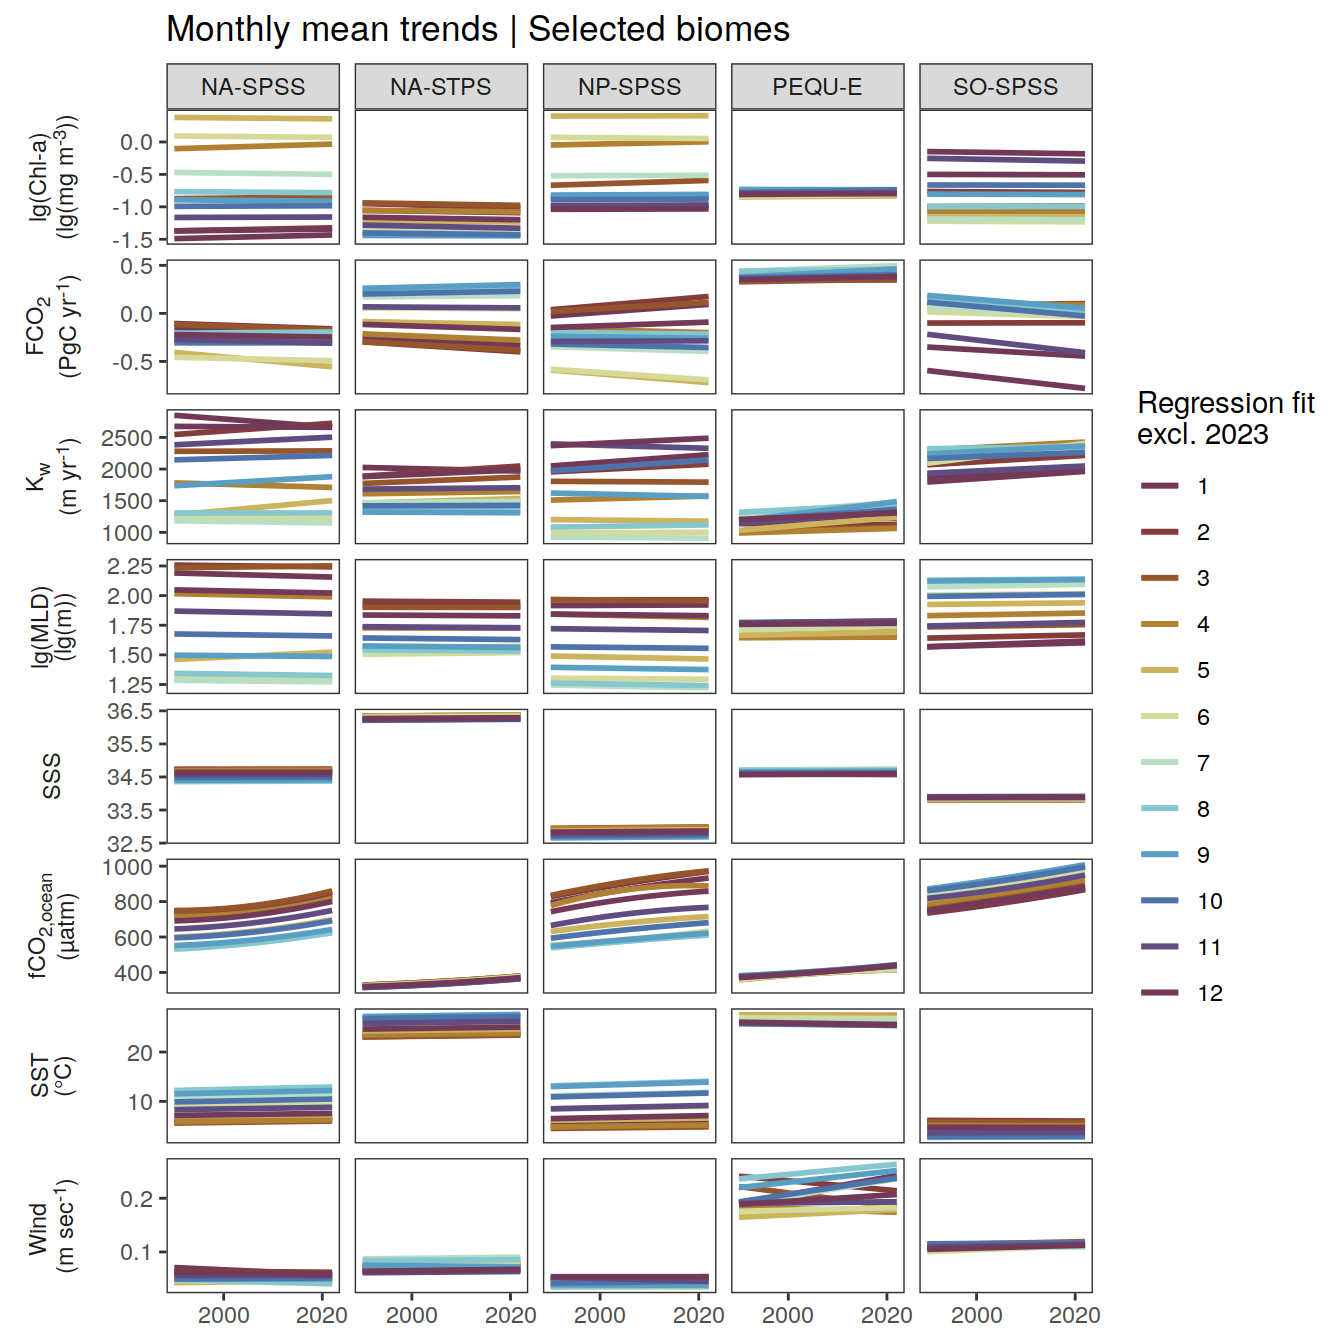 Monthly mean trends | Selected biomes
NA-SPSS NA-STPS NP-SPSS PEQU-E SO-SPSS
lg(Chl-a)
(lg(mg m⁻³))
0.0
-0.5
-1.0
-1.5
FCO₂
(PgC yr⁻¹)
0.5
0.0
-0.5
K_w
(m yr⁻¹)
2500
2000
1500
1000
lg(MLD)
(lg(m))
2.25
2.00
1.75
1.50
1.25
SSS
36.5
35.5
34.5
33.5
32.5
fCO₂,ocean
(µatm)
1000
800
600
400
SST
(°C)
20
10
Wind
(m sec⁻¹)
0.2
0.1
2000 2020 2000 2020 2000 2020 2000 2020 2000 2020
Regression fit
excl. 2023
1
2
3
4
5
6
7
8
9
10
11
12